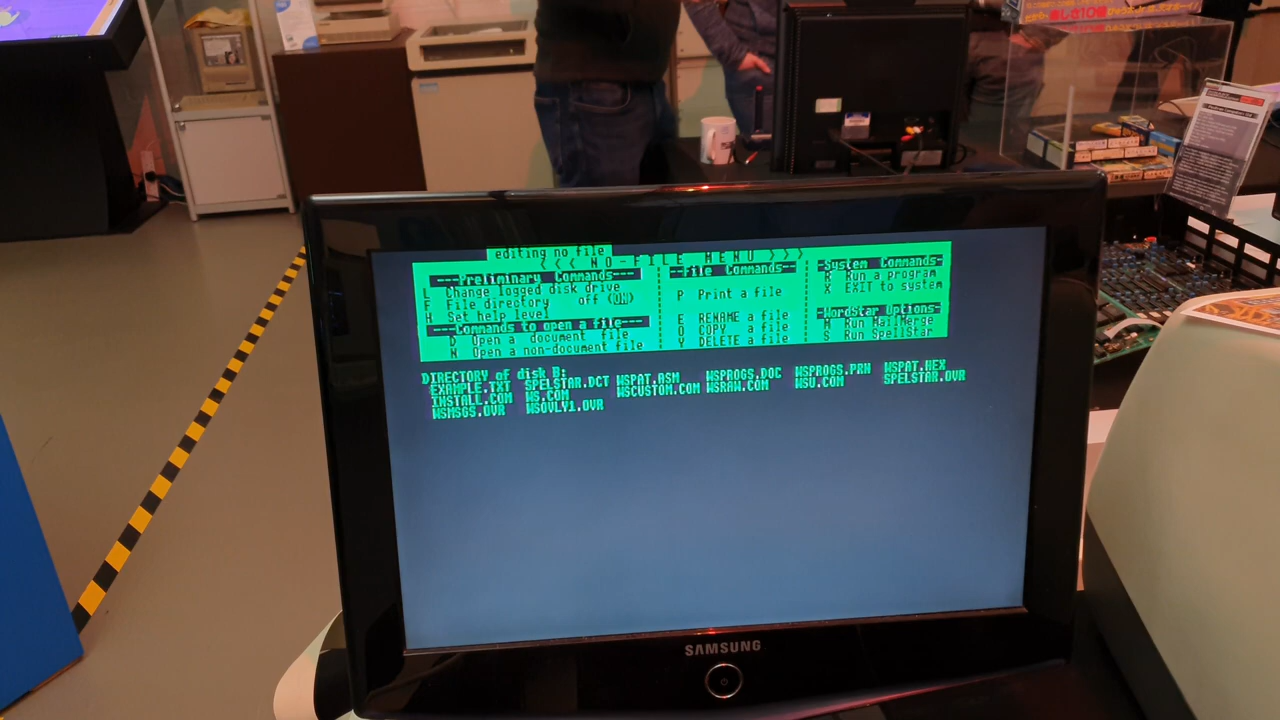 editing no file
< < < NO-FILE MENU > > >
---Preliminary Commands---
L Change logged disk drive
F File directory off (ON)
H Set help level
---Commands to open a file---
D Open a document file
N Open a non-document file
--File Commands--
P Print a file
E RENAME a file
O COPY a file
Y DELETE a file
-System Commands-
R Run a program
X EXIT to system
-WordStar Options-
M Run MailMerge
S Run SpellStar
DIRECTORY of disk B:
EXAMPLE.TXT SPELSTAR.DCT WSPAT.ASM WSPROGS.DOC WSPROGS.PRN WSPAT.HEX
INSTALL.COM WS.COM WSCUSTOM.COM WSRAW.COM WSU.COM SPELSTAR.OVR
WSMSGS.OVR WSOVLY1.OVR
SAMSUNG